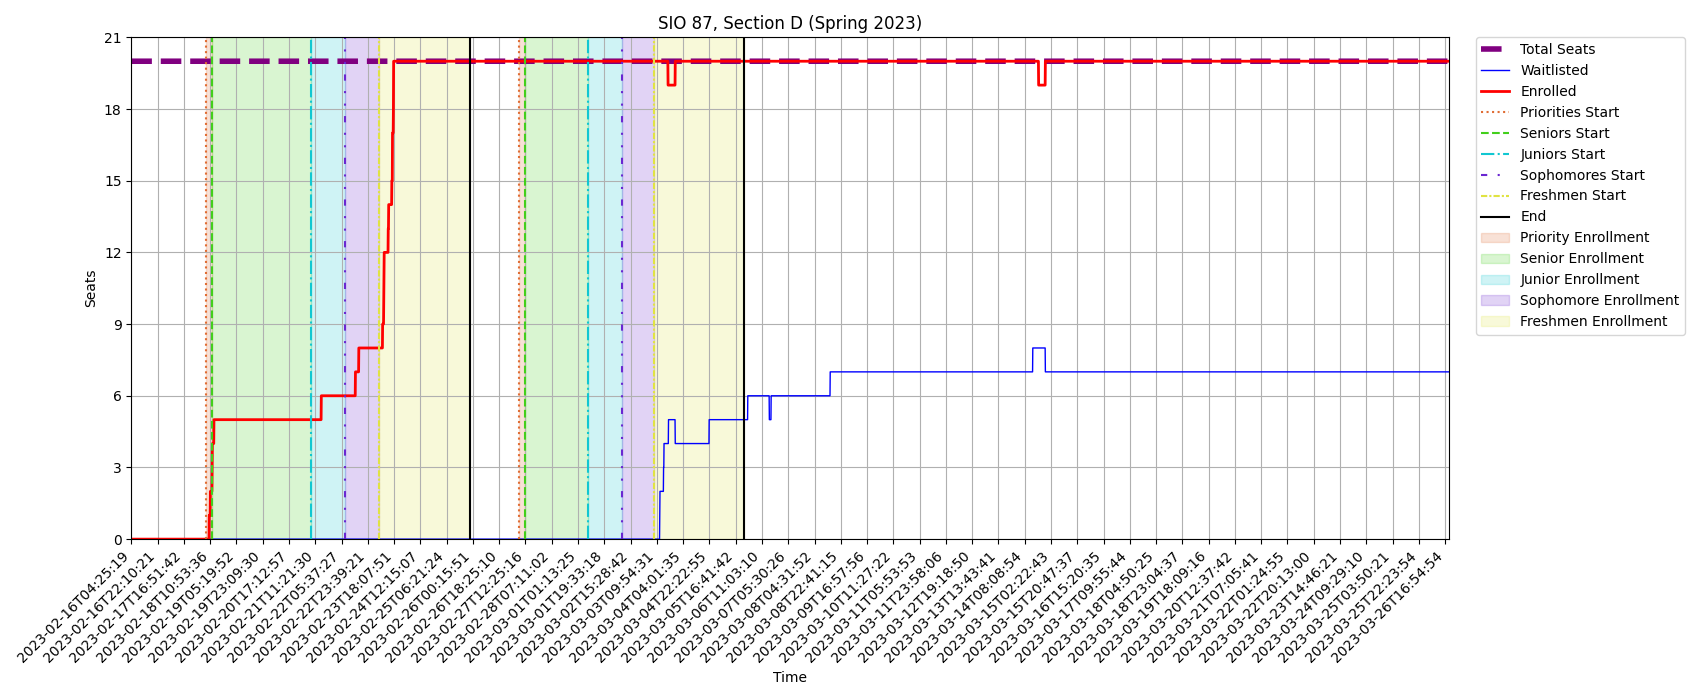 SIO 87, Section D (Spring 2023)
21
18
15
12
9
6
3
0
Seats
2023-02-16T04:25:19
2023-02-16T22:10:21
2023-02-17T16:51:42
2023-02-18T10:53:36
2023-02-19T05:19:52
2023-02-19T23:09:30
2023-02-20T17:12:57
2023-02-21T11:21:30
2023-02-22T05:37:27
2023-02-22T23:39:21
2023-02-23T18:07:51
2023-02-24T12:15:07
2023-02-25T06:21:24
2023-02-26T00:15:51
2023-02-26T18:25:10
2023-02-27T12:25:16
2023-02-28T07:11:02
2023-03-01T01:13:25
2023-03-01T19:33:18
2023-03-02T15:28:42
2023-03-03T09:54:31
2023-03-04T04:01:35
2023-03-04T22:22:55
2023-03-05T16:41:42
2023-03-06T11:03:10
2023-03-07T05:30:26
2023-03-08T04:31:52
2023-03-08T22:41:15
2023-03-09T16:57:56
2023-03-10T11:27:22
2023-03-11T05:53:53
2023-03-11T23:58:06
2023-03-12T19:18:50
2023-03-13T13:43:41
2023-03-14T08:08:54
2023-03-15T02:22:43
2023-03-15T20:47:37
2023-03-16T15:20:35
2023-03-17T09:55:44
2023-03-18T04:50:25
2023-03-18T23:04:37
2023-03-19T18:09:16
2023-03-20T12:37:42
2023-03-21T07:05:41
2023-03-22T01:24:55
2023-03-22T20:13:00
2023-03-23T14:46:21
2023-03-24T09:29:10
2023-03-25T03:50:21
2023-03-25T22:23:54
2023-03-26T16:54:54
Time
Total Seats
Waitlisted
Enrolled
Priorities Start
Seniors Start
Juniors Start
Sophomores Start
Freshmen Start
End
Priority Enrollment
Senior Enrollment
Junior Enrollment
Sophomore Enrollment
Freshmen Enrollment